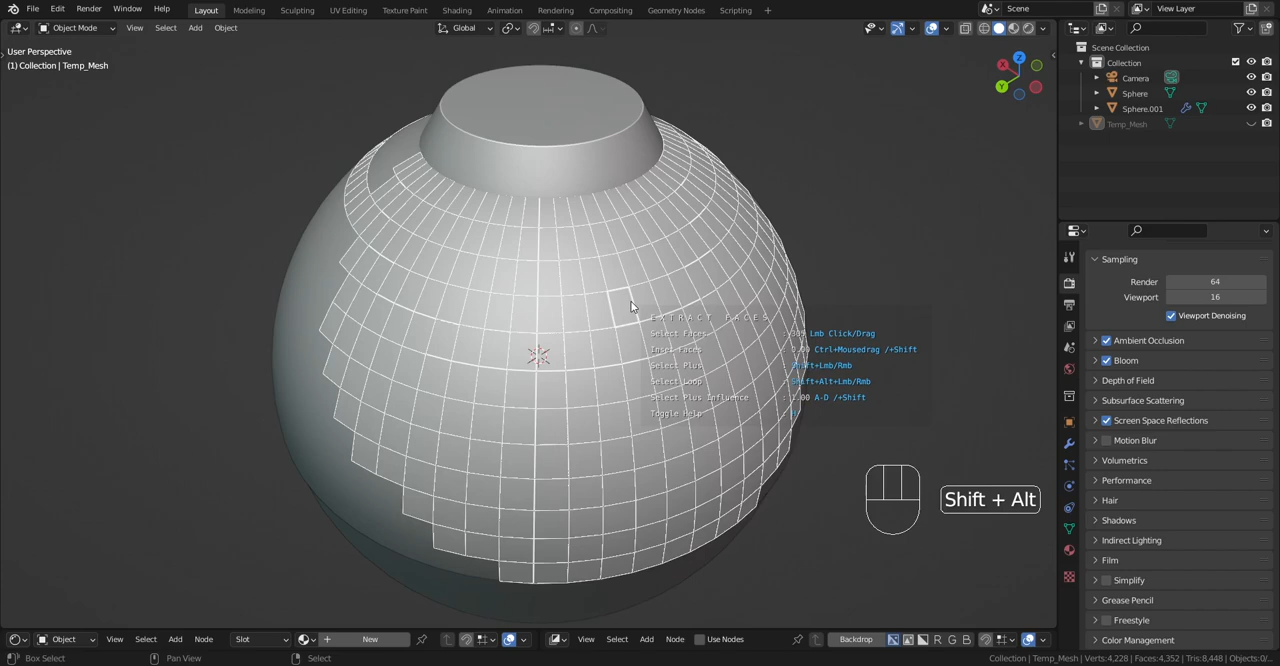 File Edit Render Window Help Layout Modeling Sculpting UV Editing Texture Paint Shading Animation Rendering Compositing Geometry Nodes Scripting + Scene View Layer
Object Mode View Select Add Object Global
User Perspective
(1) Collection | Temp_Mesh
X
Y
Z
Scene Collection
Collection
Camera
Sphere
Sphere.001
Temp_Mesh
EXTRACT FACES
Select Faces : 305 Lmb Click/Drag
Inset Faces : 0.00 Ctrl+Mousedrag /+Shift
Select Plus : Shift+Lmb/Rmb
Select Loop : Shift+Alt+Lmb/Rmb
Select Plus Influence : 1.00 A-D /+Shift
Toggle Help : H
Shift + Alt
Sampling
Render 64
Viewport 16
Viewport Denoising
Ambient Occlusion
Bloom
Depth of Field
Subsurface Scattering
Screen Space Reflections
Motion Blur
Volumetrics
Performance
Hair
Shadows
Indirect Lighting
Film
Simplify
Grease Pencil
Freestyle
Color Management
Object View Select Add Node Slot + New View Select Add Node Use Nodes Backdrop R G B
Box Select Pan View Select Collection | Temp_Mesh | Verts:4,228 | Faces:4,352 | Tris:8,448 | Objects:0/...